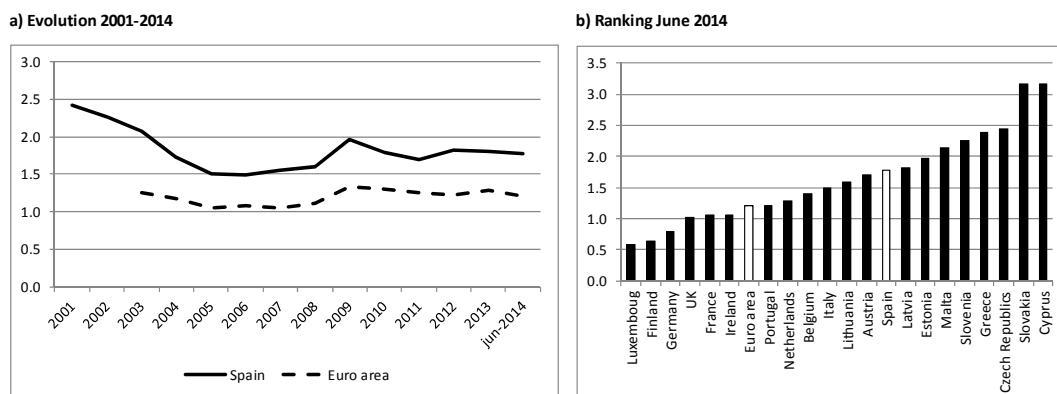 a) Evolution 2001-2014
3.0
2.5
2.0
1.5
1.0
0.5
0.0
2001
2002
2003
2004
2005
2006
2007
2008
2009
2010
2011
2012
2013
jun-2014
Spain
Euro area
b) Ranking June 2014
3.5
3.0
2.5
2.0
1.5
1.0
0.5
0.0
Luxemboug
Finland
Germany
UK
France
Ireland
Euro area
Portugal
Netherlands
Belgium
Italy
Lithuania
Austria
Spain
Latvia
Estonia
Malta
Slovenia
Greece
Czech Republics
Slovakia
Cyprus